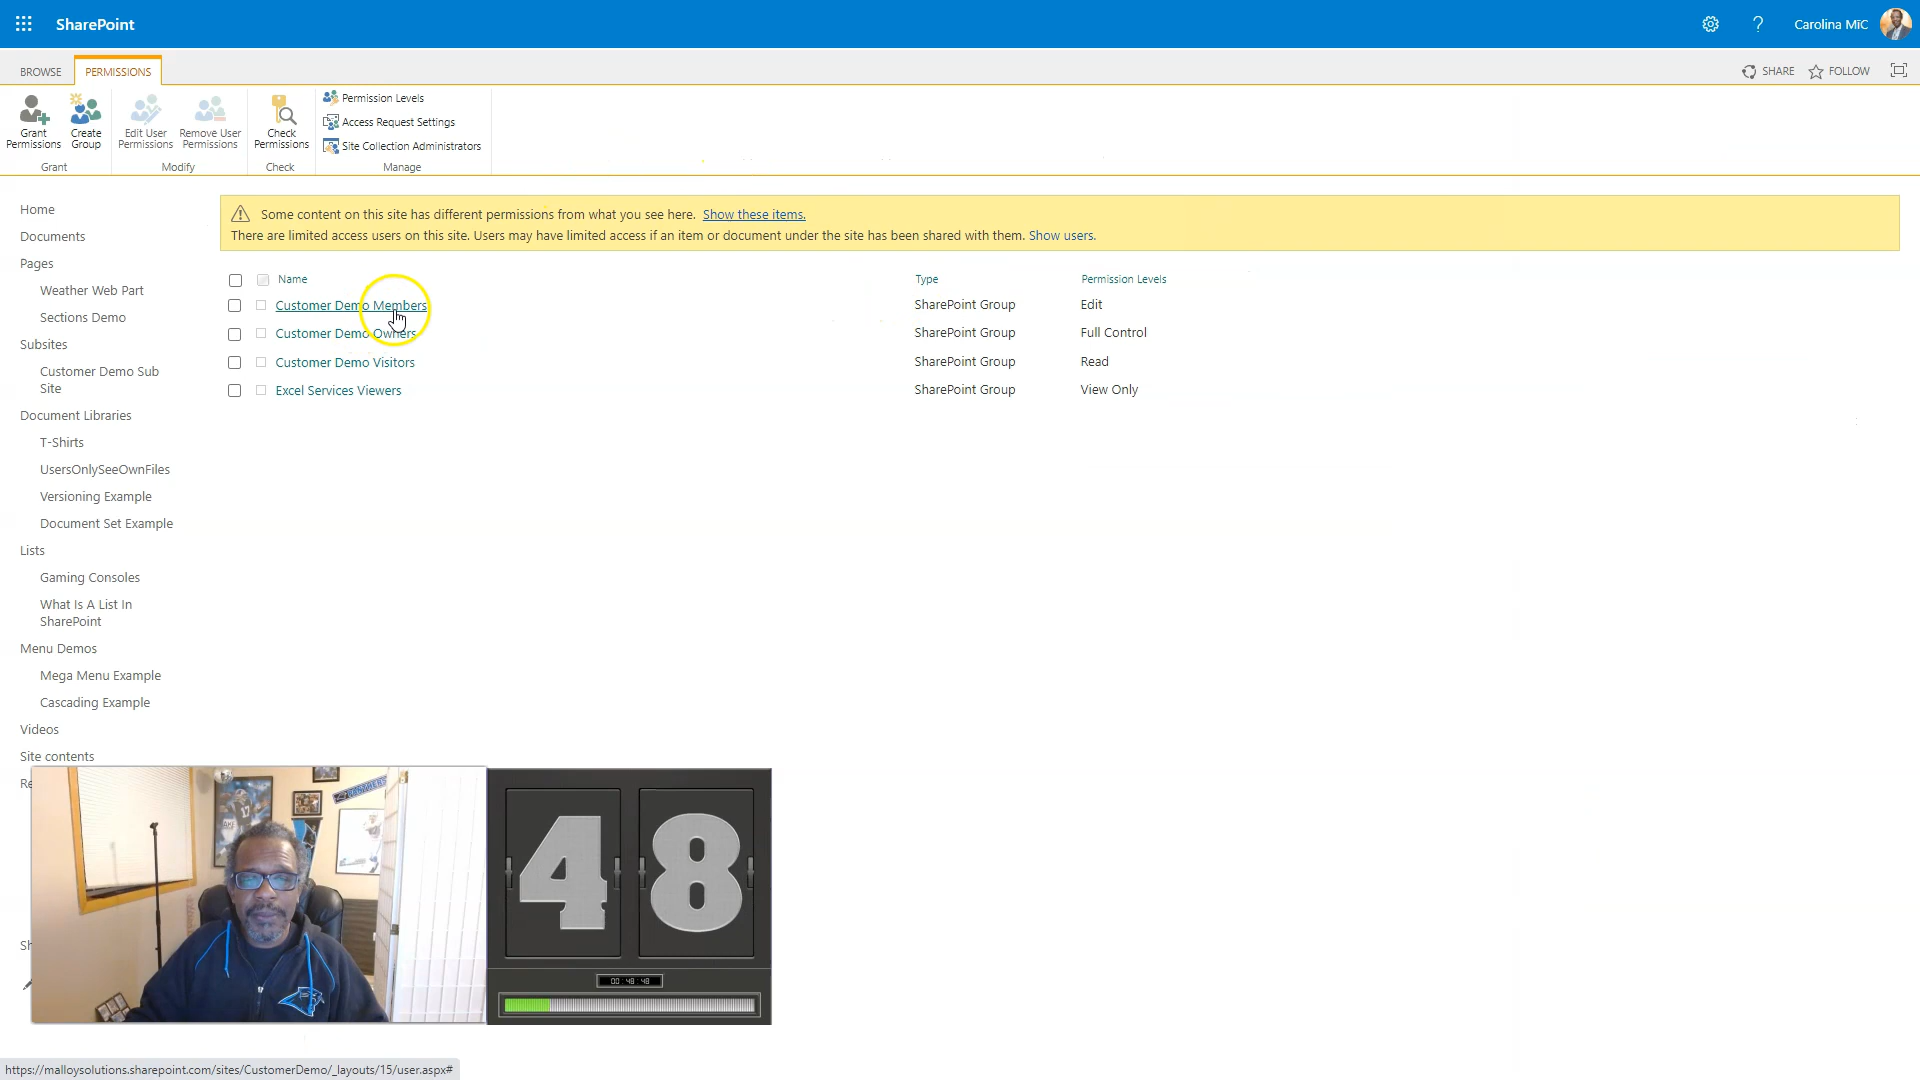 SharePoint
Carolina MiC
BROWSE
PERMISSIONS
SHARE
FOLLOW
Grant
Permissions
Create
Group
Edit User
Permissions
Remove User
Permissions
Check
Permissions
Permission Levels
Access Request Settings
Site Collection Administrators
Grant
Modify
Check
Manage
Some content on this site has different permissions from what you see here. Show these items.
There are limited access users on this site. Users may have limited access if an item or document under the site has been shared with them. Show users.
Name
Type
Permission Levels
Customer Demo Members
SharePoint Group
Edit
Customer Demo Owners
SharePoint Group
Full Control
Customer Demo Visitors
SharePoint Group
Read
Excel Services Viewers
SharePoint Group
View Only
Home
Documents
Pages
Weather Web Part
Sections Demo
Subsites
Customer Demo Sub
Site
Document Libraries
T-Shirts
UsersOnlySeeOwnFiles
Versioning Example
Document Set Example
Lists
Gaming Consoles
What Is A List In
SharePoint
Menu Demos
Mega Menu Example
Cascading Example
Videos
Site contents
Re
Sh
PANTHERS
17
48
00:48:48
https://malloysolutions.sharepoint.com/sites/CustomerDemo/_layouts/15/user.aspx#